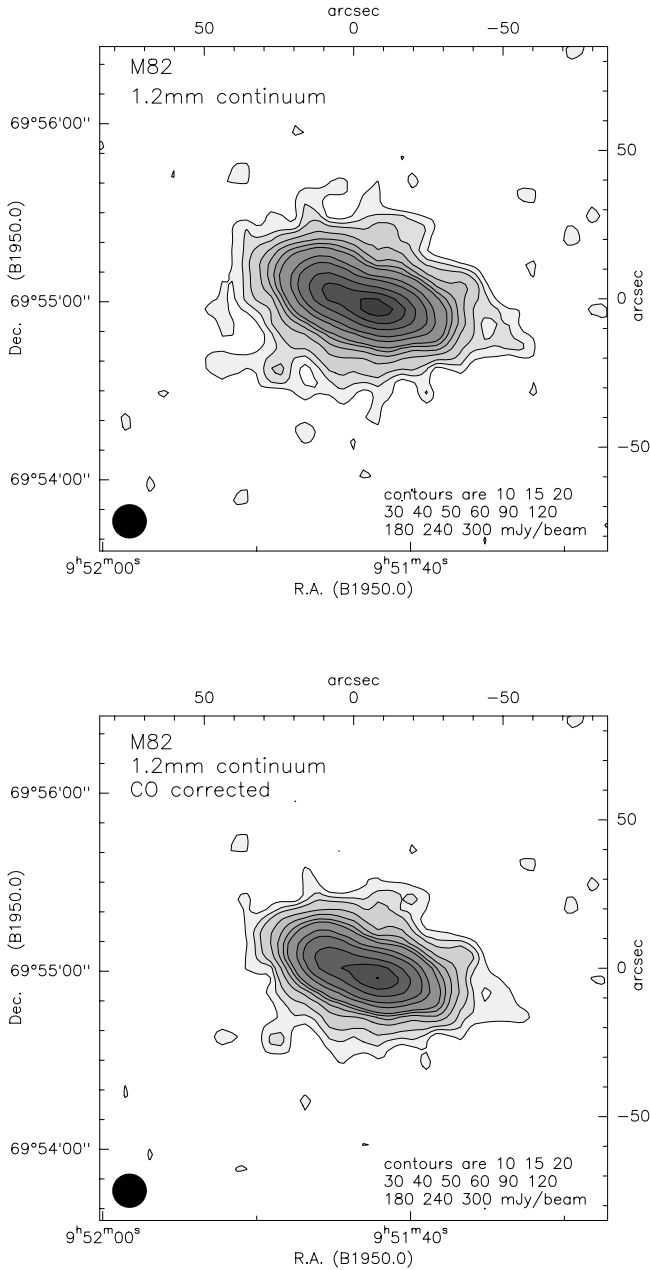 arcsec
50 0 −50
M82
1.2mm continuum
69°56'00"
50
Dec. (B1950.0)
69°55'00"
0
arcsec
−50
69°54'00"
contours are 10 15 20
30 40 50 60 90 120
180 240 300 mJy/beam
9h52m00s 9h51m40s
R.A. (B1950.0)
arcsec
50 0 −50
M82
1.2mm continuum
CO corrected
69°56'00"
50
Dec. (B1950.0)
69°55'00"
0
arcsec
−50
69°54'00"
contours are 10 15 20
30 40 50 60 90 120
180 240 300 mJy/beam
9h52m00s 9h51m40s
R.A. (B1950.0)